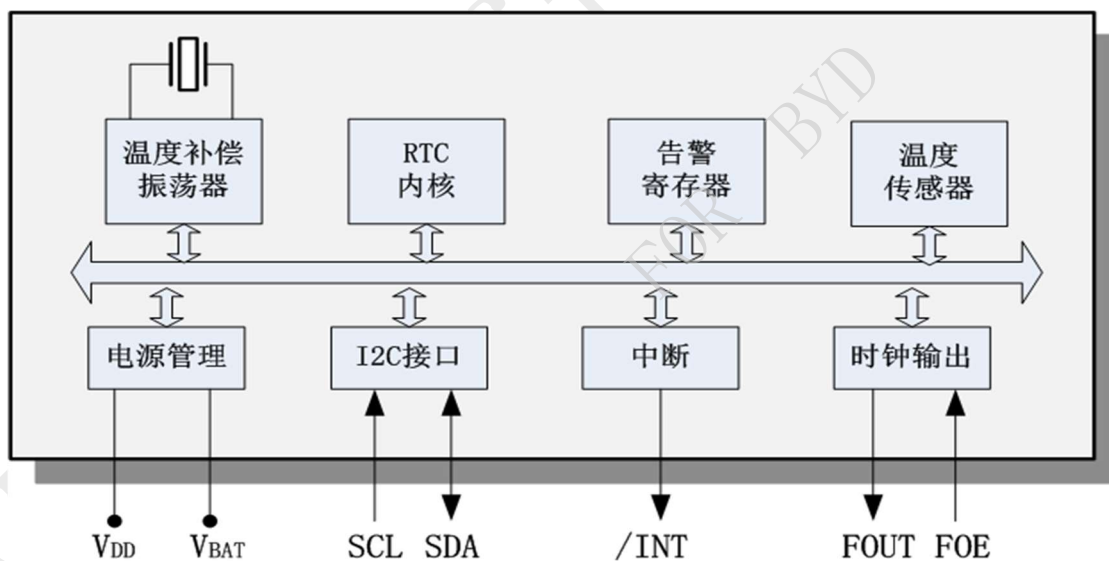 温度补偿
振荡器
RTC
内核
告警
寄存器
温度
传感器
电源管理
I2C接口
中断
时钟输出
VDD
VBAT
SCL
SDA
/INT
FOUT
FOE
FOR BYD